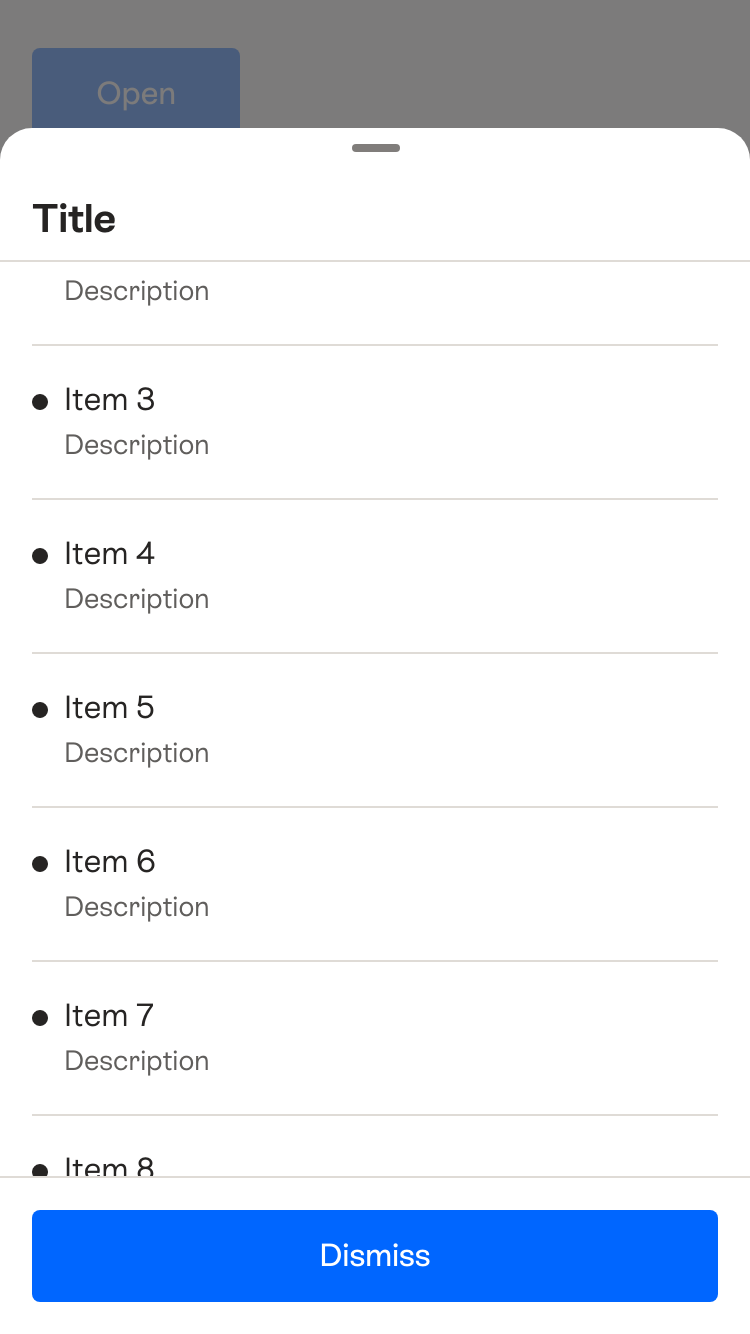 Open
Title
Description
Item 3
Description
Item 4
Description
Item 5
Description
Item 6
Description
Item 7
Description
Item 8
Dismiss